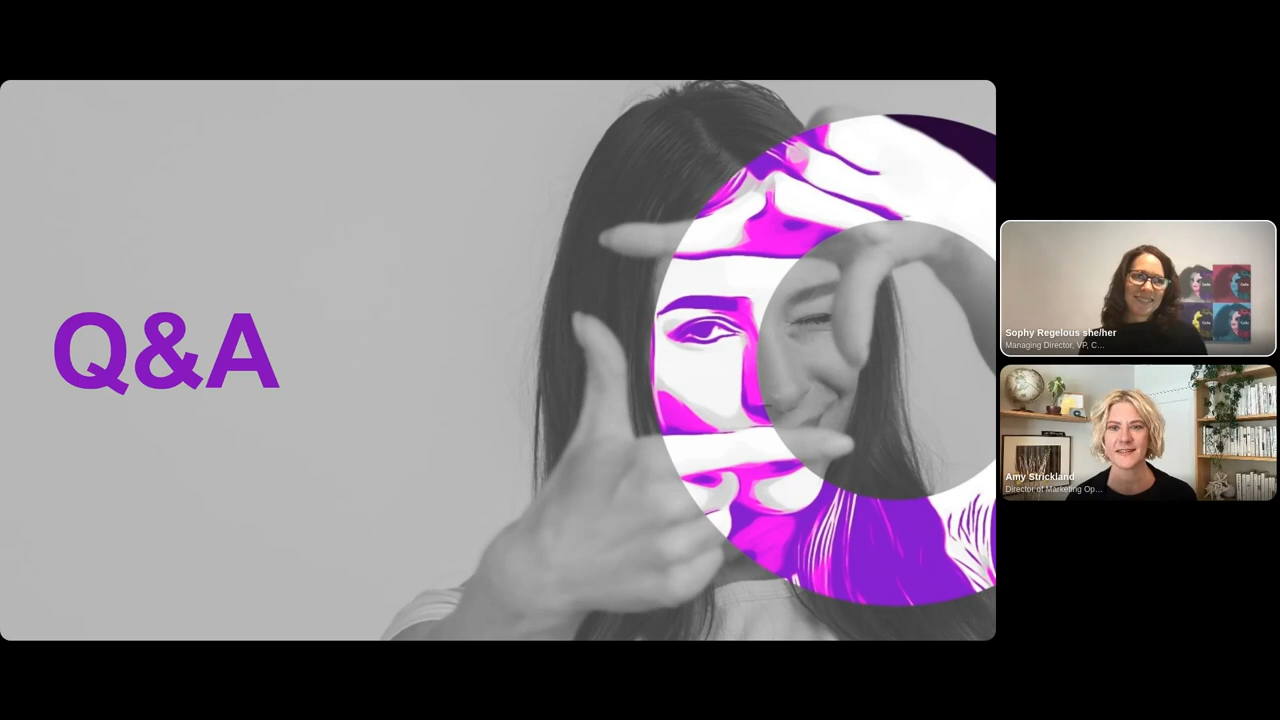 Q&A
Sophy Regelous she/her
Managing Director, VP, C...
Amy Strickland
Director of Marketing Op...